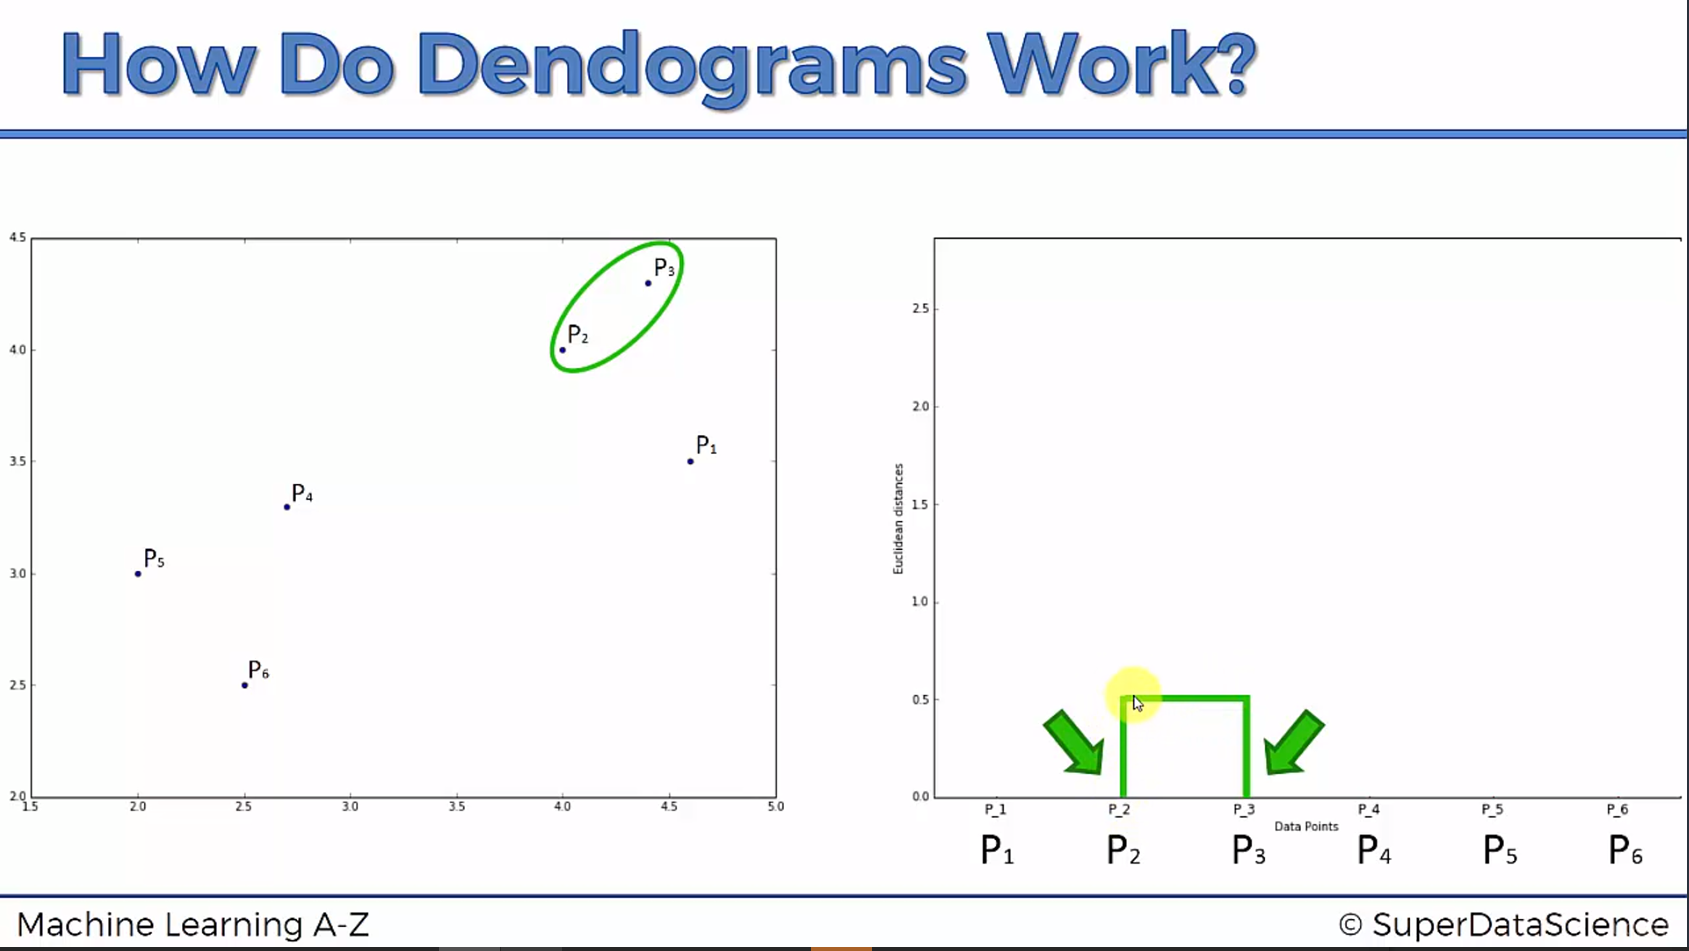 How Do Dendograms Work?
4.5
4.0
3.5
3.0
2.5
2.0
1.5 2.0 2.5 3.0 3.5 4.0 4.5 5.0
P₃
P₂
P₁
P₄
P₅
P₆
2.5
2.0
1.5
1.0
0.5
0.0
Euclidean distances
P_1 P_2 P_3 P_4 P_5 P_6
Data Points
P₁ P₂ P₃ P₄ P₅ P₆
Machine Learning A-Z
© SuperDataScience